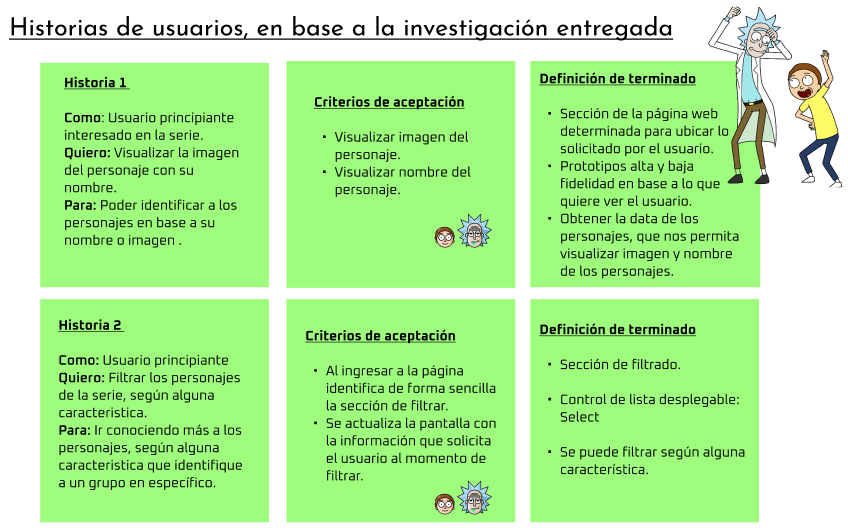 Historias de usuarios, en base a la investigación entregada
Historia 1
Como: Usuario principiante
interesado en la serie.
Quiero: Visualizar la imagen
del personaje con su
nombre.
Para: Poder identificar a los
personajes en base a su
nombre o imagen .
Criterios de aceptación
• Visualizar imagen del
personaje.
• Visualizar nombre del
personaje.
Definición de terminado
• Sección de la página web
determinada para ubicar lo
solicitado por el usuario.
• Prototipos alta y baja
fidelidad en base a lo que
quiere ver el usuario.
• Obtener la data de los
personajes, que nos permita
visualizar imagen y nombre
de los personajes.
Historia 2
Como: Usuario principiante
Quiero: Filtrar los personajes
de la serie, según alguna
caracteristica.
Para: Ir conociendo más a los
personajes, según alguna
caracteristica que identifique
a un grupo en específico.
Criterios de aceptación
• Al ingresar a la página
identifica de forma sencilla
la sección de filtrar.
• Se actualiza la pantalla con
la información que solicita
el usuario al momento de
filtrar.
Definición de terminado
• Sección de filtrado.
• Control de lista desplegable:
Select
• Se puede filtrar según alguna
característica.